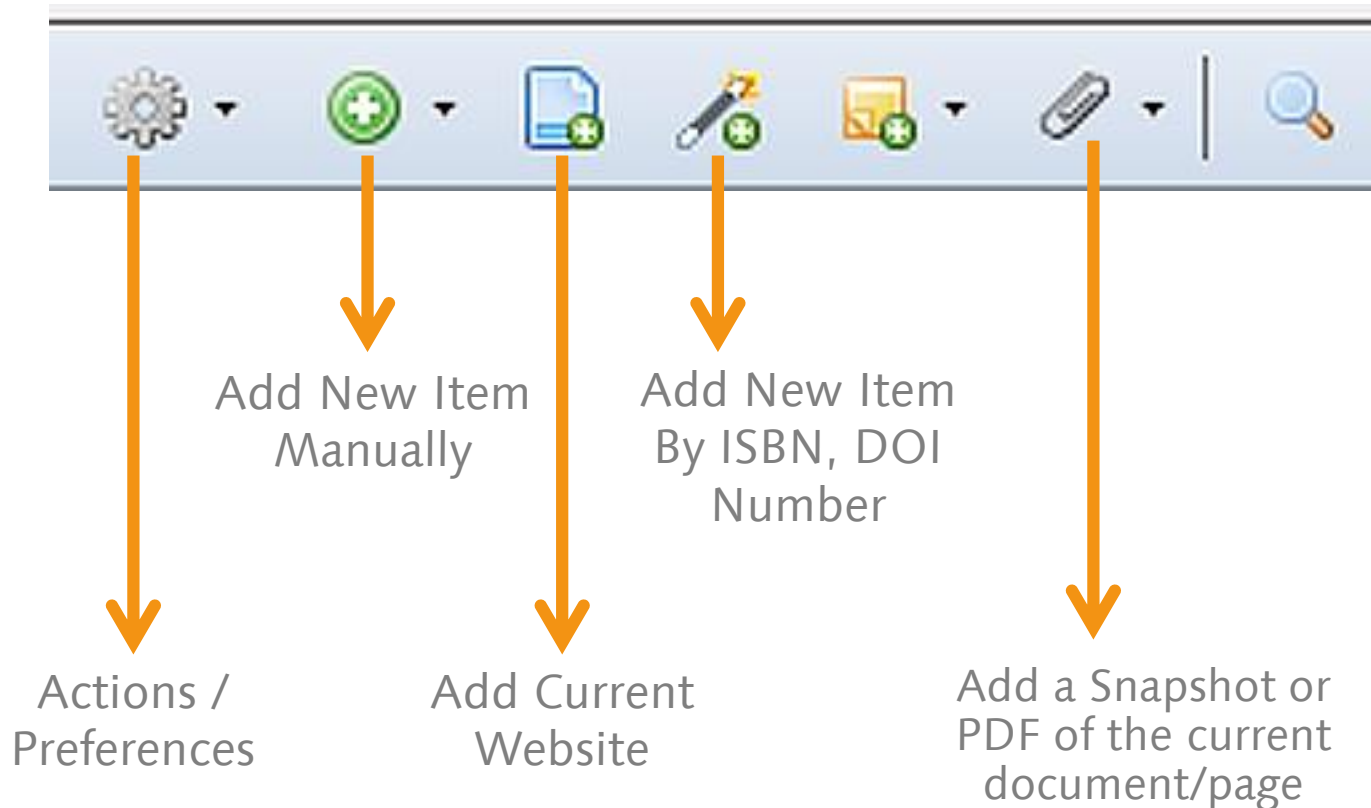 Add New Item
Manually
Add New Item
By ISBN, DOI
Number
Actions /
Preferences
Add Current
Website
Add a Snapshot or
PDF of the current
document/page